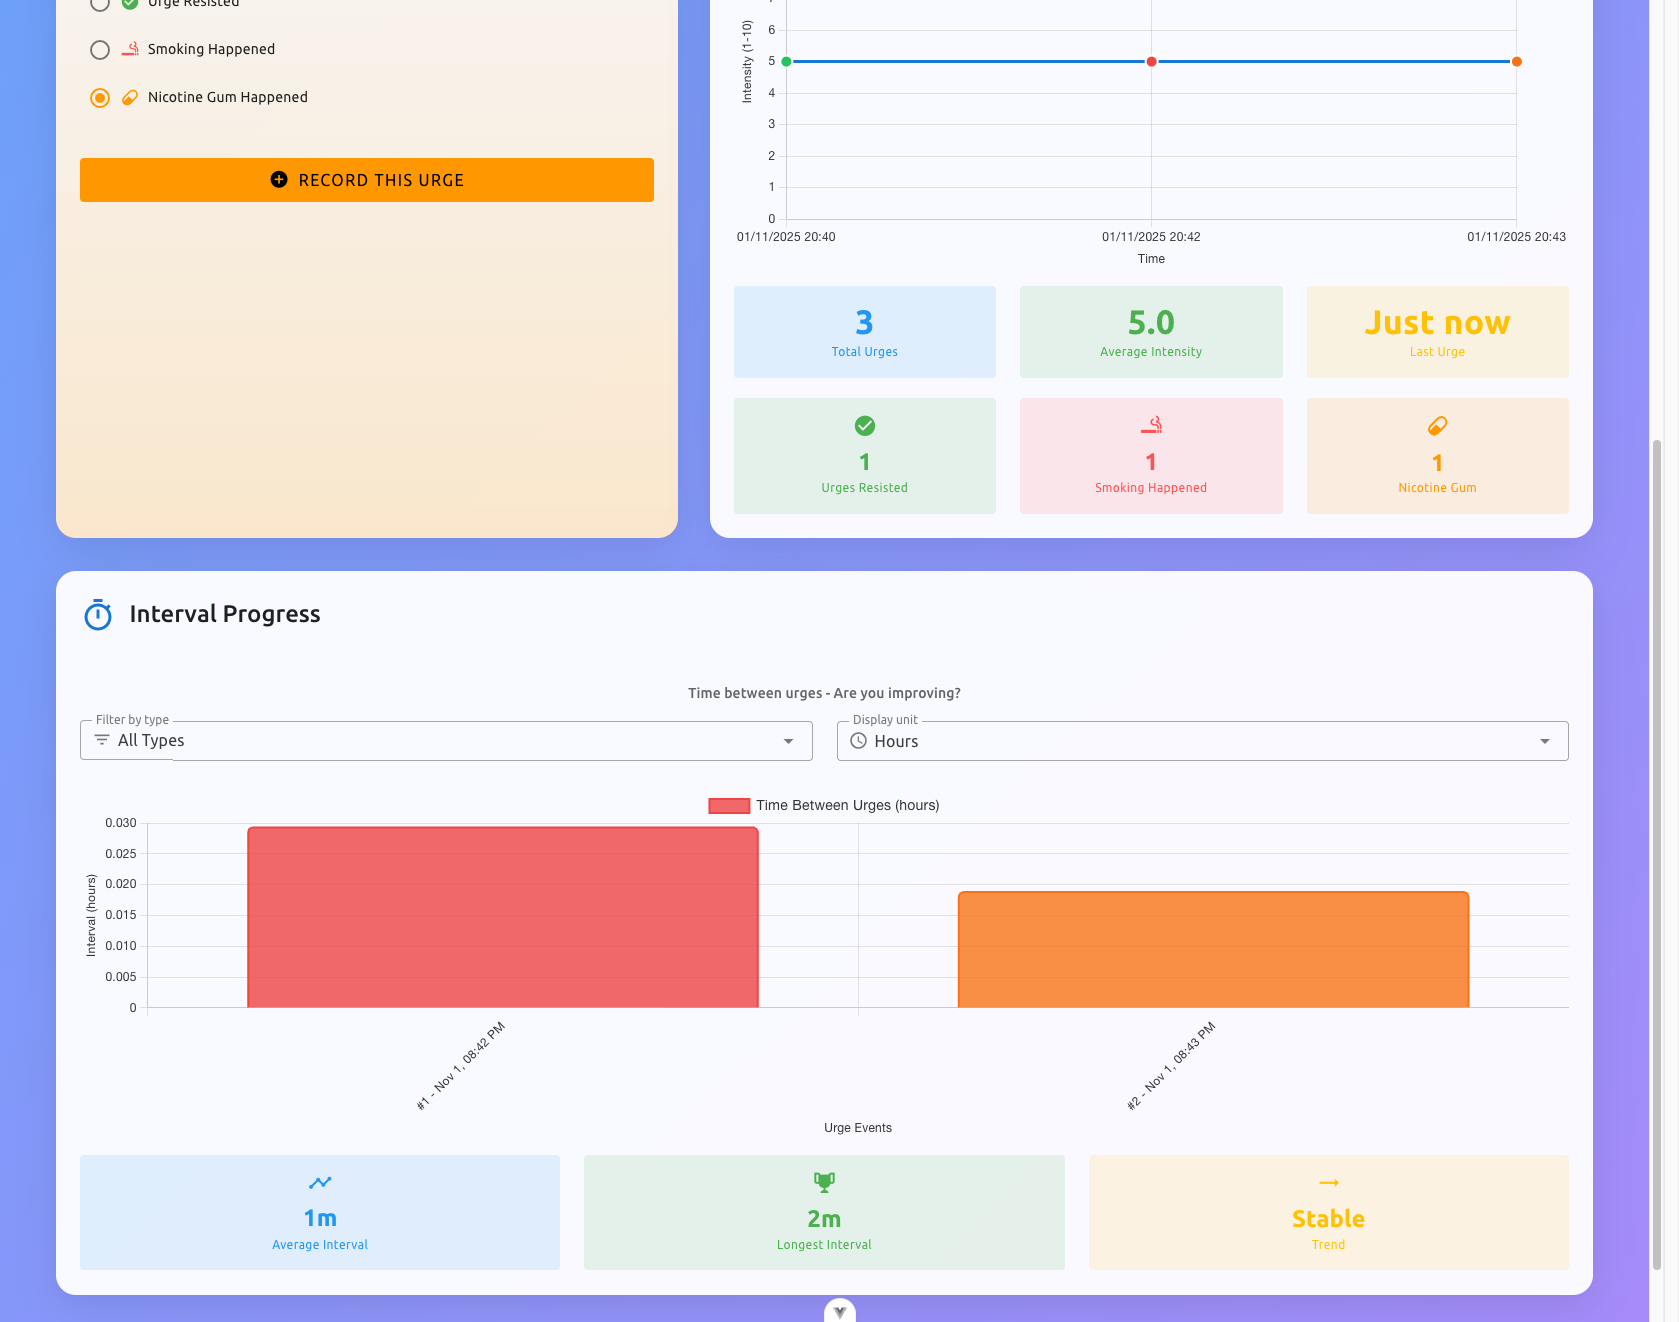 Urge Resisted
Smoking Happened
Nicotine Gum Happened
RECORD THIS URGE
Intensity (1-10)
6
5
4
3
2
1
0
01/11/2025 20:40
01/11/2025 20:42
01/11/2025 20:43
Time
3
Total Urges
5.0
Average Intensity
Just now
Last Urge
1
Urges Resisted
1
Smoking Happened
1
Nicotine Gum
Interval Progress
Time between urges - Are you improving?
Filter by type
All Types
Display unit
Hours
Time Between Urges (hours)
Interval (hours)
0.030
0.025
0.020
0.015
0.010
0.005
0
#1 - Nov 1, 08:42 PM
#2 - Nov 1, 08:43 PM
Urge Events
1m
Average Interval
2m
Longest Interval
Stable
Trend